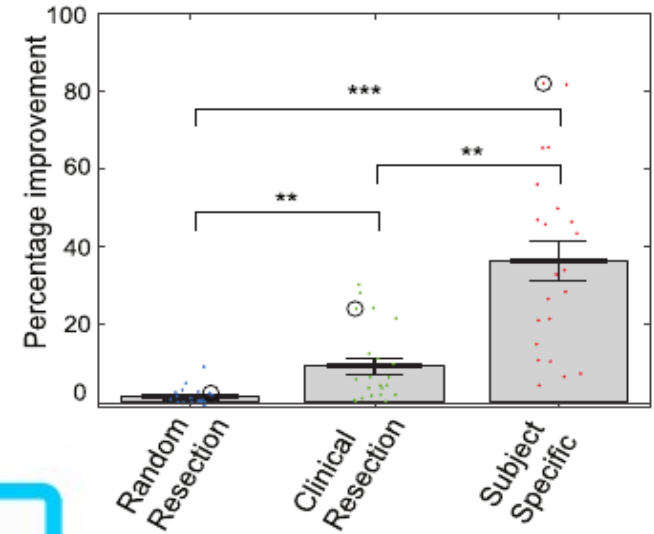 Percentage improvement
100
80
60
40
20
0
***
**
**
Random
Resection
Clinical
Resection
Subject
Specific